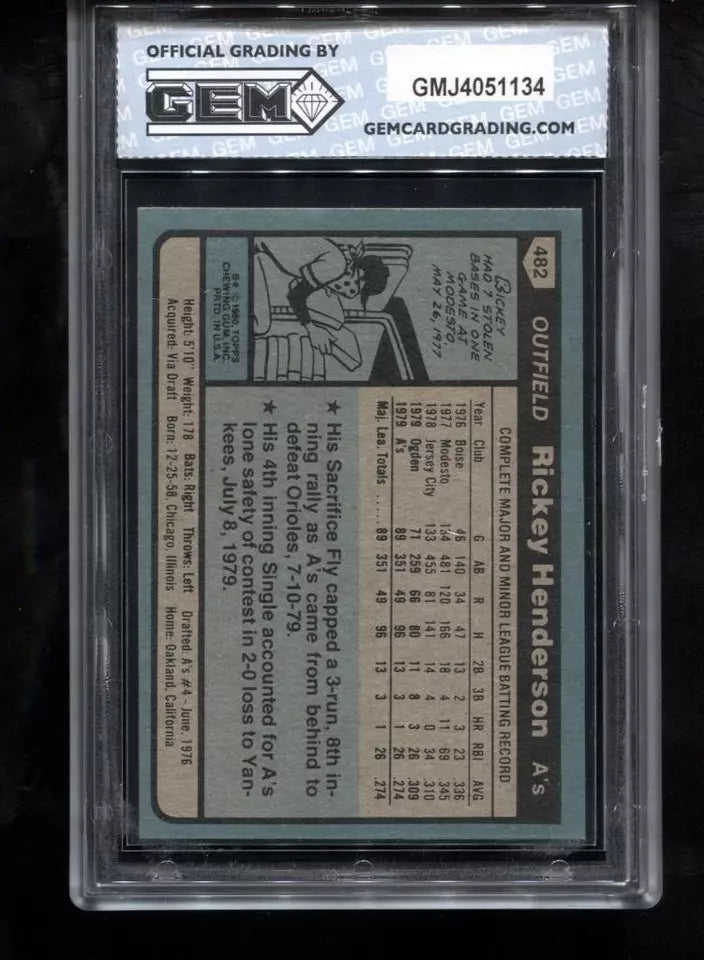 OFFICIAL GRADING BY
GEM
GMJ4051134
GEMCARDGRADING.COM
482
OUTFIELD Rickey Henderson A's
RICKEY
HAD 7 STOLEN
BASES IN ONE
GAME AT
MODESTO,
MAY 26, 1977
B* © 1980, TOPPS
CHEWING GUM, INC.
PRTD. IN U.S.A.
COMPLETE MAJOR AND MINOR LEAGUE BATTING RECORD
Year Club G AB R H 2B 3B HR RBI AVG
1976 Boise 46 140 34 47 13 2 3 23 .336
1977 Modesto 134 481 120 166 18 4 11 69 .345
1978 Jersey City 133 455 81 141 14 4 0 34 .310
1979 Ogden 71 259 66 80 11 8 3 26 .309
1979 A's 89 351 49 96 13 3 1 26 .274
Maj. Lea. Totals ...... 89 351 49 96 13 3 1 26 .274
★ His Sacrifice Fly capped a 3-run, 8th in-
ning rally as A's came from behind to
defeat Orioles, 7-10-79.
★ His 4th inning Single accounted for A's
lone safety of contest in 2-0 loss to Yan-
kees, July 8, 1979.
Height: 5'10" Weight: 178 Bats: Right Throws: Left Drafted: A's #4 - June, 1976
Acquired: Via Draft Born: 12-25-58, Chicago, Illinois Home: Oakland, California